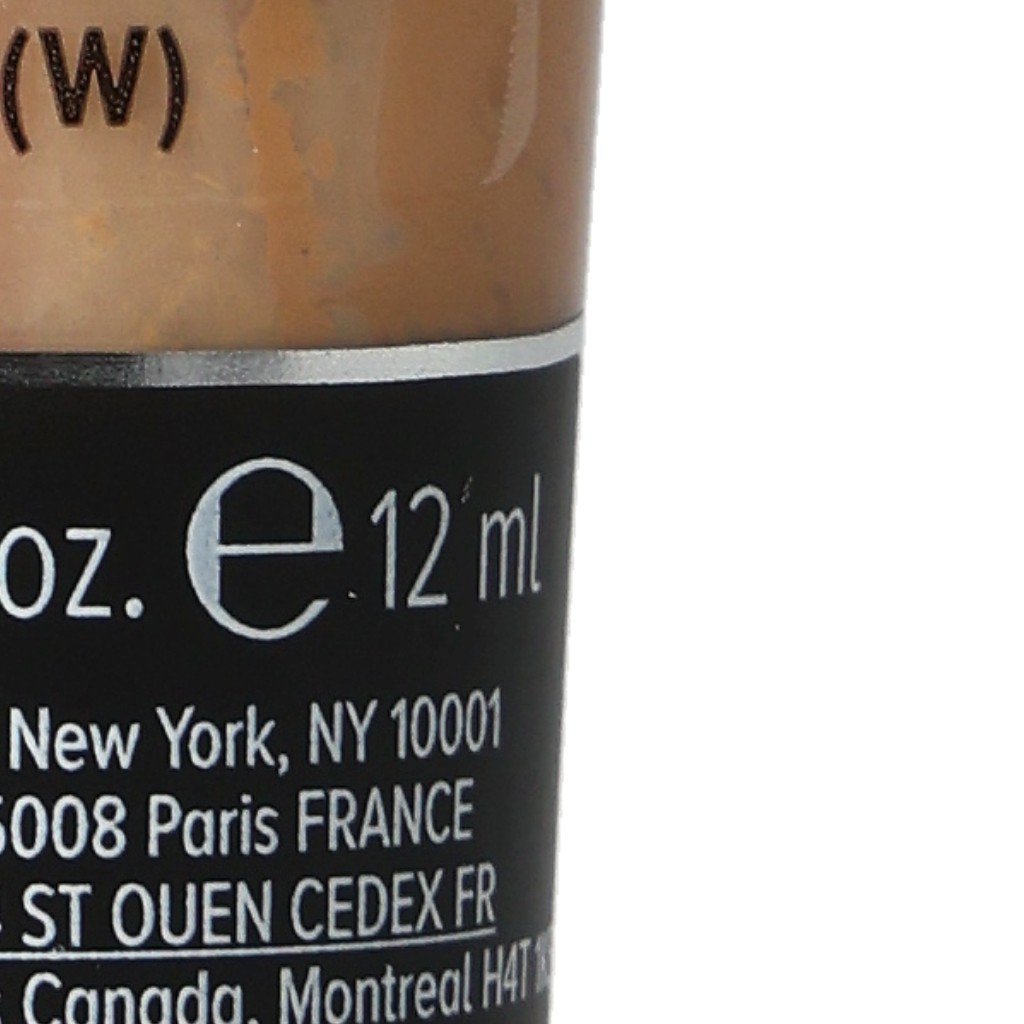 (W)
oz. e 12 ml
New York, NY 10001
5008 Paris FRANCE
ST OUEN CEDEX FR
Canada, Montreal H4T